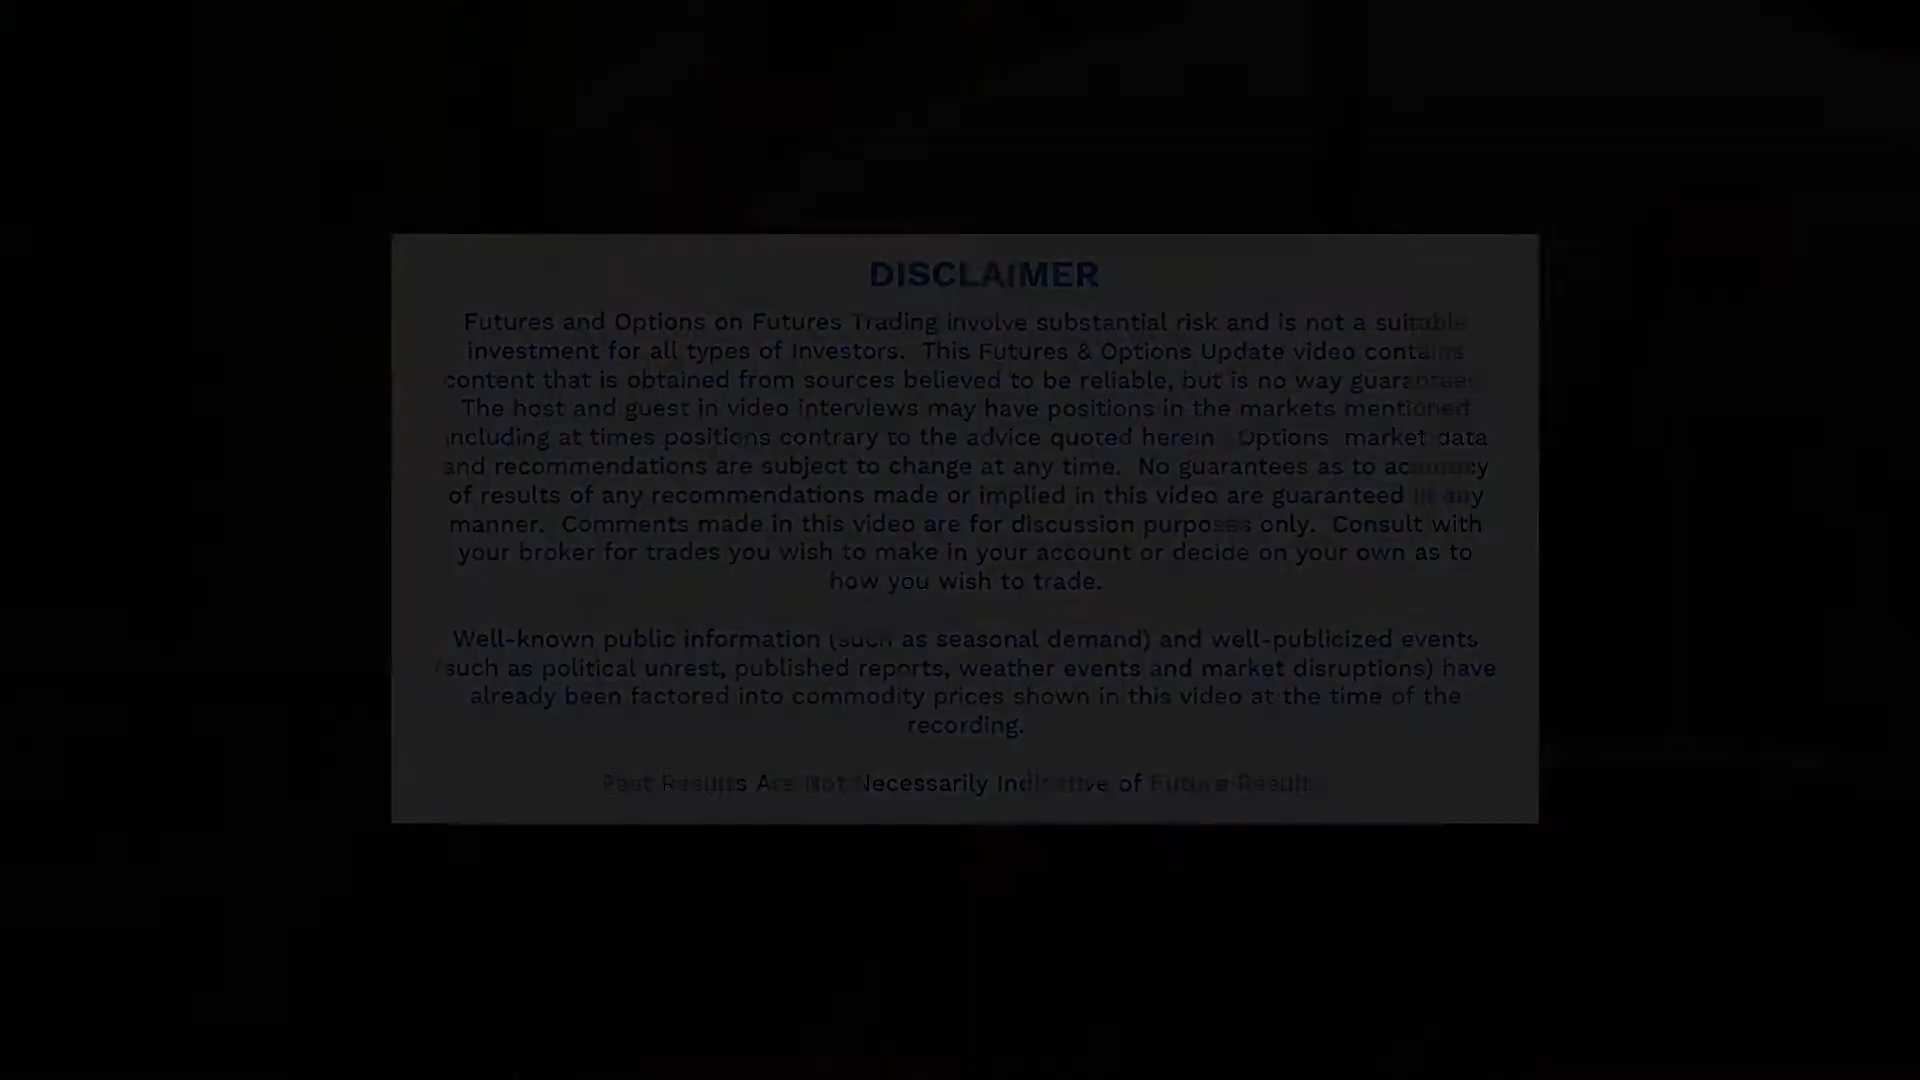 DISCLAIMER
Futures and Options on Futures Trading involve substantial risk and is not a suitable
investment for all types of Investors. This Futures & Options Update video contains
content that is obtained from sources believed to be reliable, but is no way guarantees
The host and guest in video interviews may have positions in the markets mentioned
including at times positions contrary to the advice quoted herein Options market data
and recommendations are subject to change at any time. No guarantees as to accuracy
of results of any recommendations made or implied in this video are guaranteed in any
manner. Comments made in this video are for discussion purposes only. Consult with
your broker for trades you wish to make in your account or decide on your own as to
how you wish to trade.
Well-known public information (such as seasonal demand) and well-publicized events
(such as political unrest, published reports, weather events and market disruptions) have
already been factored into commodity prices shown in this video at the time of the
recording.
Past Results Are Not Necessarily Indicative of Future Results